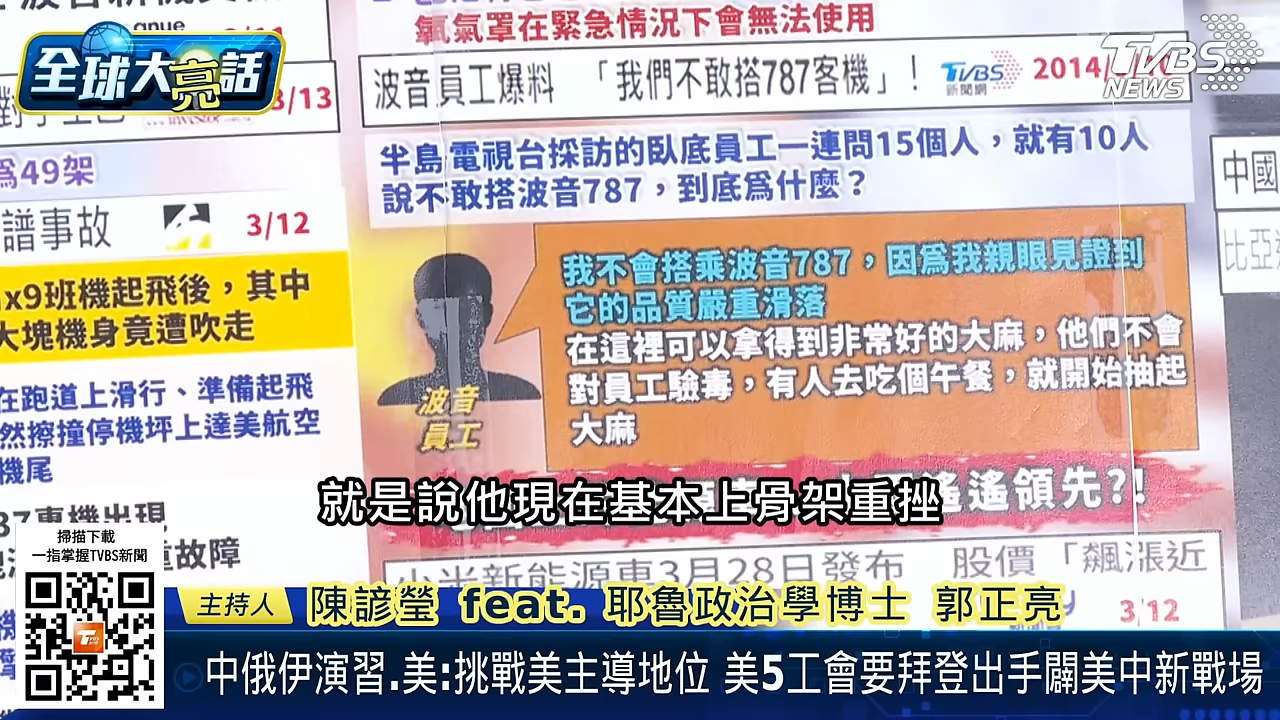 全球大亮話
TVBS
NEWS
氧氣罩在緊急情況下會無法使用
波音員工爆料 「我們不敢搭787客機」!
TVBS
新聞網
2014/
3/13
半島電視台採訪的臥底員工一連問15個人，就有10人
說不敢搭波音787，到底為什麼？
為49架
譜事故
3/12
ax9班機起飛後，其中
大塊機身竟遭吹走
在跑道上滑行、準備起飛
然擦撞停機坪上達美航空
機尾
我不會搭乘波音787，因為我親眼見證到
它的品質嚴重滑落
在這裡可以拿得到非常好的大麻，他們不會
對員工驗毒，有人去吃個午餐，就開始抽起
大麻
波音
員工
中國
比亞
遙遙領先?!
就是說他現在基本上骨架重挫
37專機出現
重故障
小米新能源車3月28日發布 股價「飆漲近
3/12
掃描下載
一指掌握TVBS新聞
主持人
陳諺瑩 feat. 耶魯政治學博士 郭正亮
中俄伊演習.美:挑戰美主導地位 美5工會要拜登出手闢美中新戰場